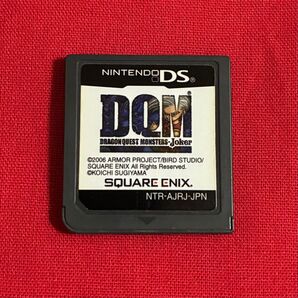 NINTENDO DS
DQM
DRAGON QUEST MONSTERS Joker
©2006 ARMOR PROJECT/BIRD STUDIO/
SQUARE ENIX All Rights Reserved.
©KOICHI SUGIYAMA
SQUARE ENIX.
NTR-AJRJ-JPN